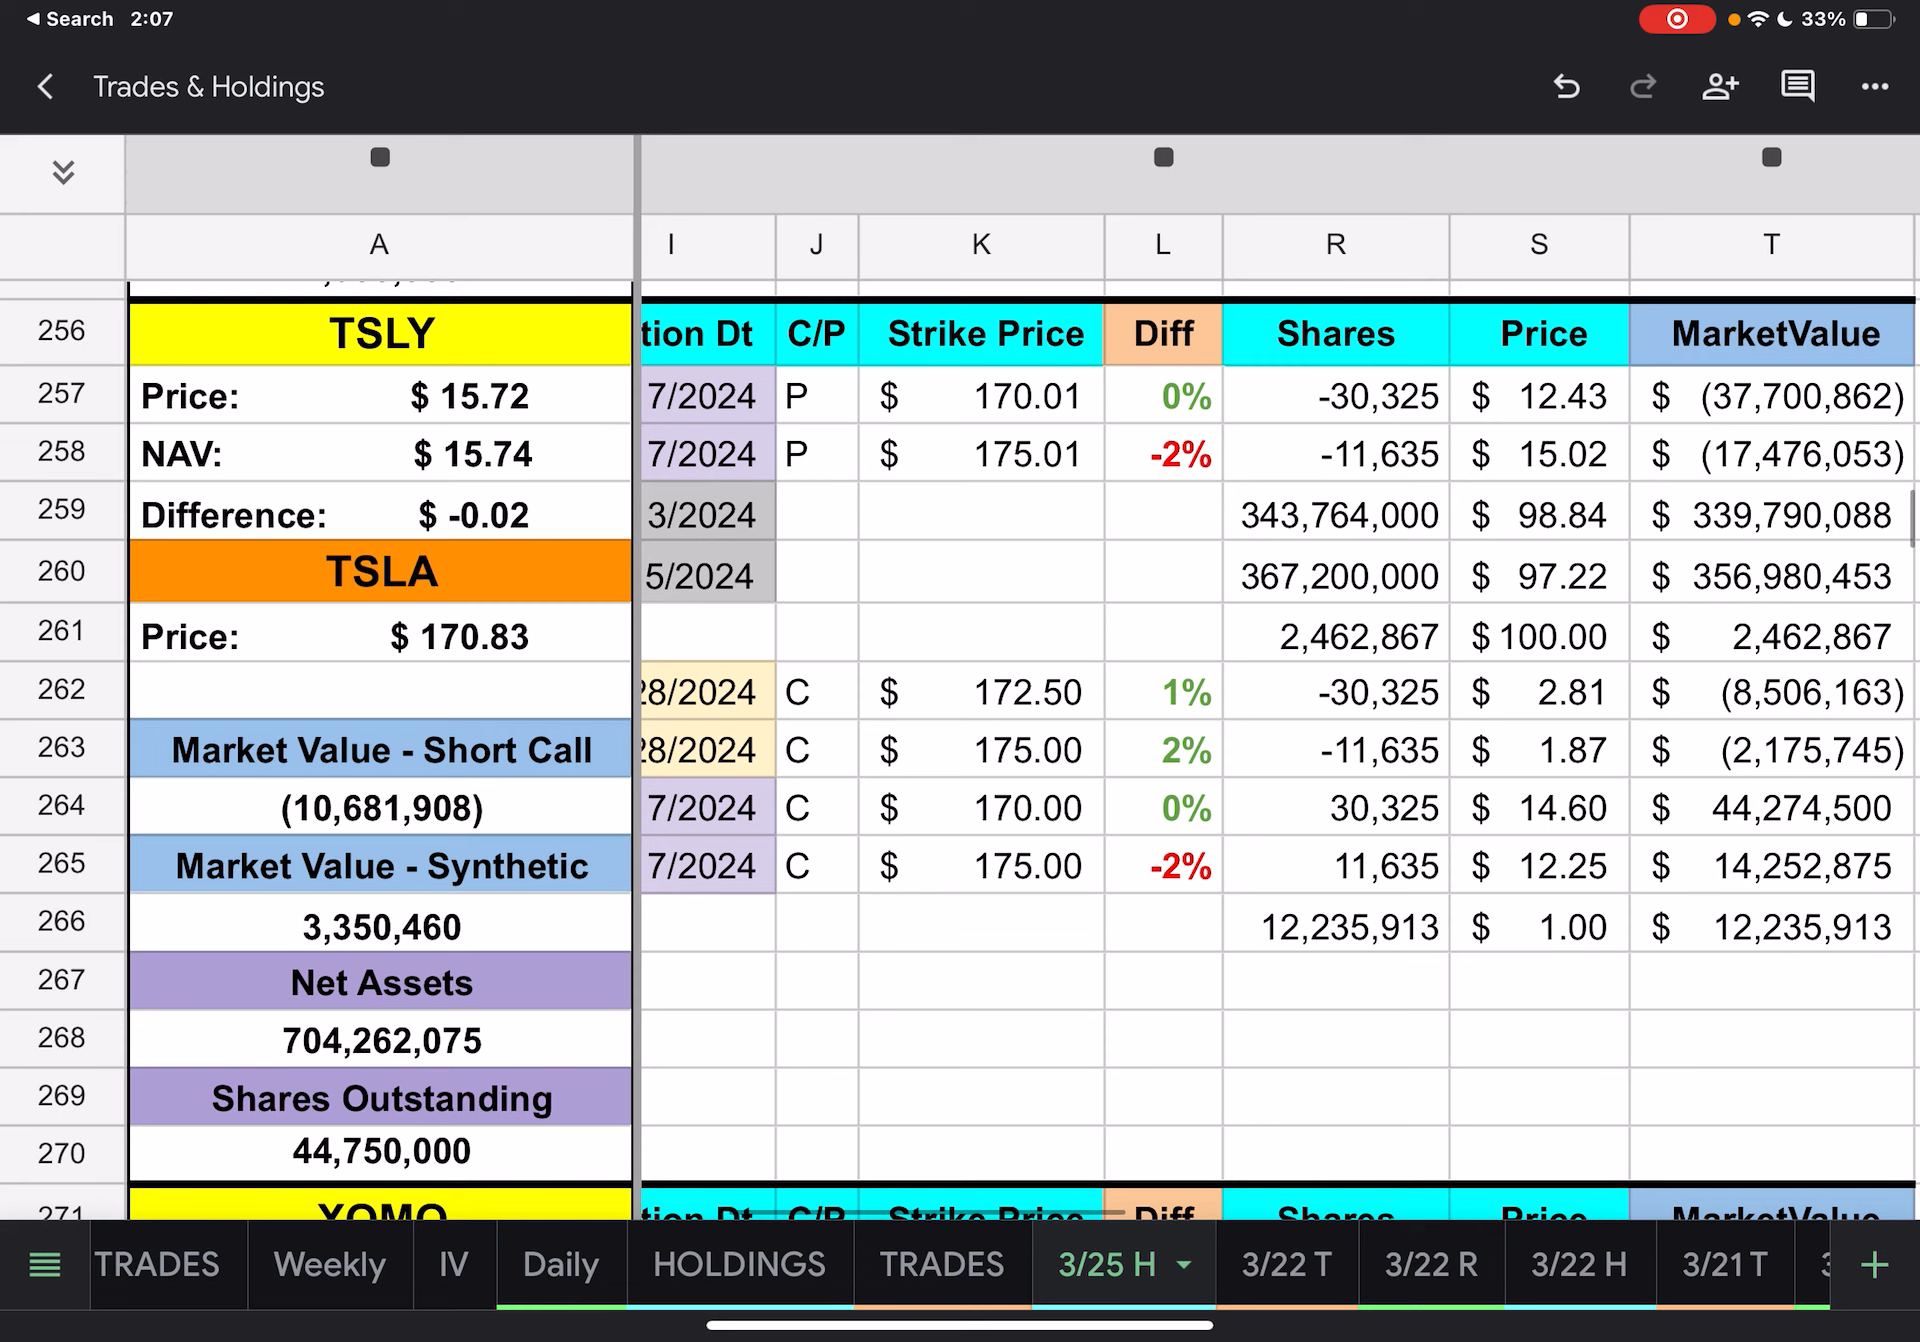 Search 2:07 33%
Trades & Holdings
A I J K L R S T
256 TSLY tion Dt C/P Strike Price Diff Shares Price MarketValue
257 Price: $ 15.72 7/2024 P $ 170.01 0% -30,325 $ 12.43 $ (37,700,862)
258 NAV: $ 15.74 7/2024 P $ 175.01 -2% -11,635 $ 15.02 $ (17,476,053)
259 Difference: $ -0.02 3/2024 343,764,000 $ 98.84 $ 339,790,088
260 TSLA 5/2024 367,200,000 $ 97.22 $ 356,980,453
261 Price: $ 170.83 2,462,867 $ 100.00 $ 2,462,867
262 28/2024 C $ 172.50 1% -30,325 $ 2.81 $ (8,506,163)
263 Market Value - Short Call 28/2024 C $ 175.00 2% -11,635 $ 1.87 $ (2,175,745)
264 (10,681,908) 7/2024 C $ 170.00 0% 30,325 $ 14.60 $ 44,274,500
265 Market Value - Synthetic 7/2024 C $ 175.00 -2% 11,635 $ 12.25 $ 14,252,875
266 3,350,460 12,235,913 $ 1.00 $ 12,235,913
267 Net Assets
268 704,262,075
269 Shares Outstanding
270 44,750,000
271 YOMO tion Dt C/P Strike Price Diff Shares Price MarketValue
TRADES Weekly IV Daily HOLDINGS TRADES 3/25 H 3/22 T 3/22 R 3/22 H 3/21 T